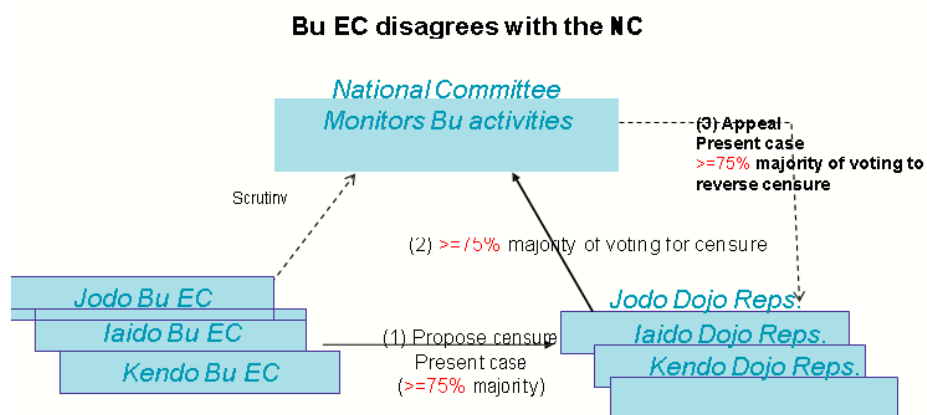 Bu EC disagrees with the NC
National Committee
Monitors Bu activities
(3) Appeal
Present case
>=75% majority of voting to
reverse censure
Scrutiny
(2) >=75% majority of voting for censure
Jodo Bu EC
Iaido Bu EC
Kendo Bu EC
(1) Propose censure
Present case
(>=75% majority)
Jodo Dojo Reps.
Iaido Dojo Reps.
Kendo Dojo Reps.